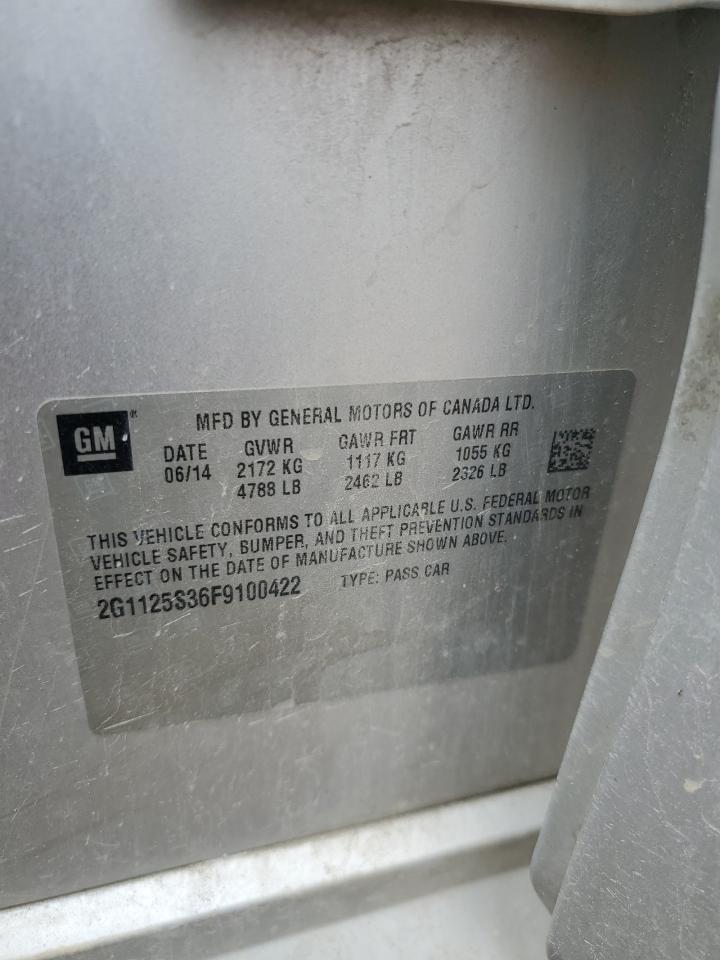 GM
MFD BY GENERAL MOTORS OF CANADA LTD.
DATE GVWR GAWR FRT GAWR RR
06/14 2172 KG 1117 KG 1055 KG
4788 LB 2462 LB 2326 LB
THIS VEHICLE CONFORMS TO ALL APPLICABLE U.S. FEDERAL MOTOR
VEHICLE SAFETY, BUMPER, AND THEFT PREVENTION STANDARDS IN
EFFECT ON THE DATE OF MANUFACTURE SHOWN ABOVE.
2G1125S36F9100422 TYPE: PASS CAR